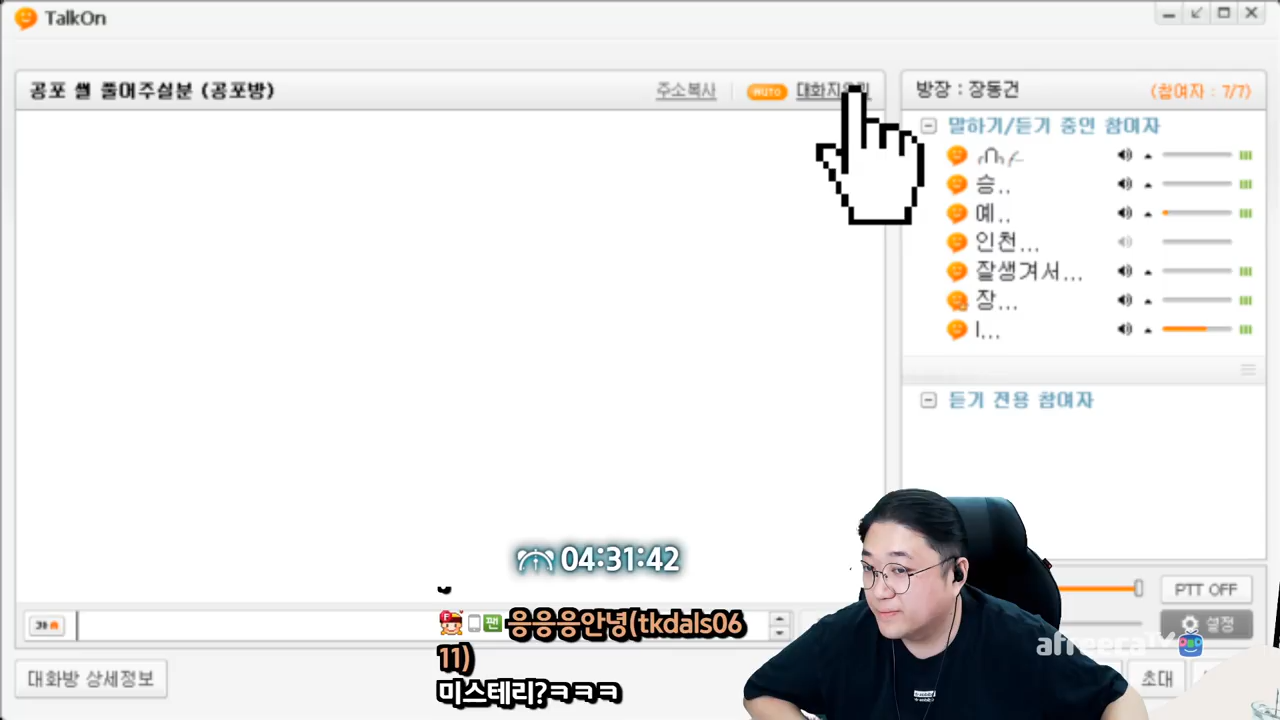 TalkOn
공포 썰 풀어주실분 (공포방)
주소복사
AUTO
방장 : 장동건
(참여자 : 7/7)
말하기/듣기 중인 참여자
승..
예..
인천...
잘생겨서...
장...
I...
듣기 전용 참여자
04:31:42
PTT OFF
팬 응응응안녕(tkdals06
11)
미스테리?ㅋㅋㅋ
설정
afreecaTV
대화방 상세정보
초대